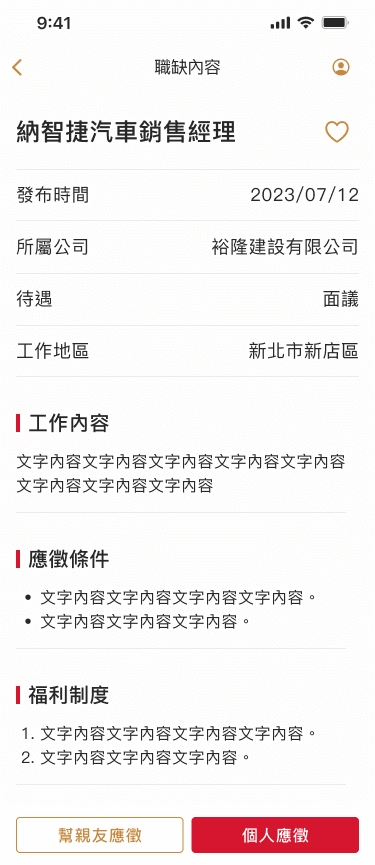 9:41
職缺內容
納智捷汽車銷售經理
發布時間 2023/07/12
所屬公司 裕隆建設有限公司
待遇 面議
工作地區 新北市新店區
工作內容
文字內容文字內容文字內容文字內容文字內容
文字內容文字內容文字內容
應徵條件
• 文字內容文字內容文字內容文字內容。
• 文字內容文字內容文字內容。
福利制度
1. 文字內容文字內容文字內容文字內容。
2. 文字內容文字內容文字內容。
幫親友應徵 個人應徵